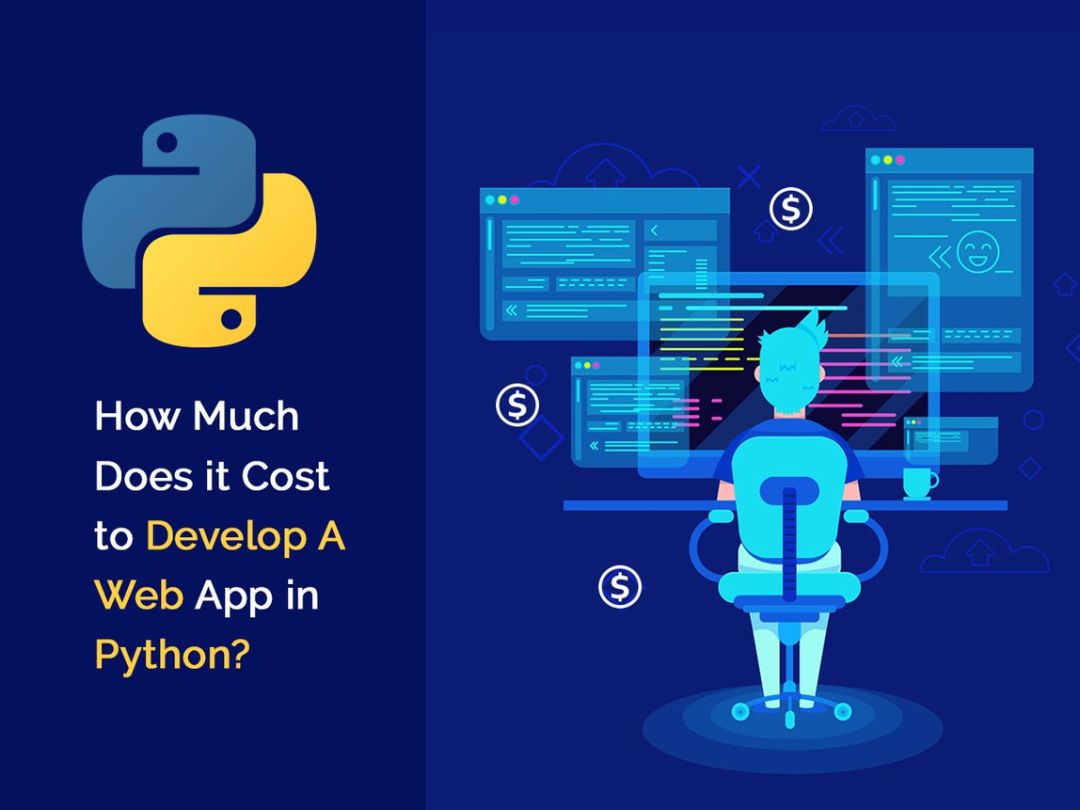 How Much
Does it Cost
to Develop A
Web App in
Python?
$
$
$